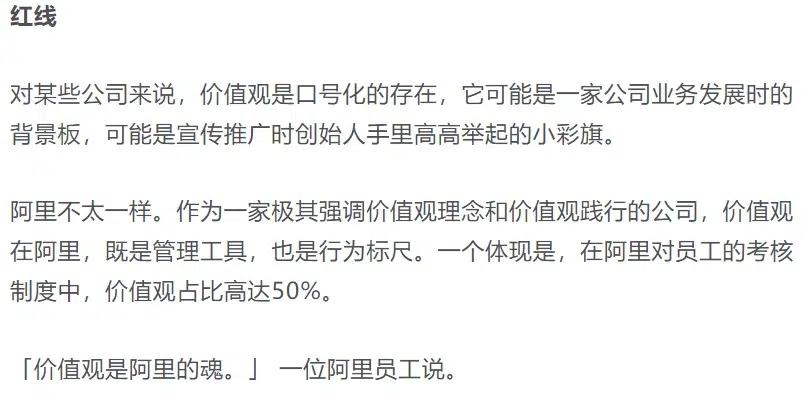 红线
对某些公司来说，价值观是口号化的存在，它可能是一家公司业务发展时的
背景板，可能是宣传推广时创始人手里高高举起的小彩旗。
阿里不太一样。作为一家极其强调价值观理念和价值观践行的公司，价值观
在阿里，既是管理工具，也是行为标尺。一个体现是，在阿里对员工的考核
制度中，价值观占比高达50%。
「价值观是阿里的魂。」 一位阿里员工说。